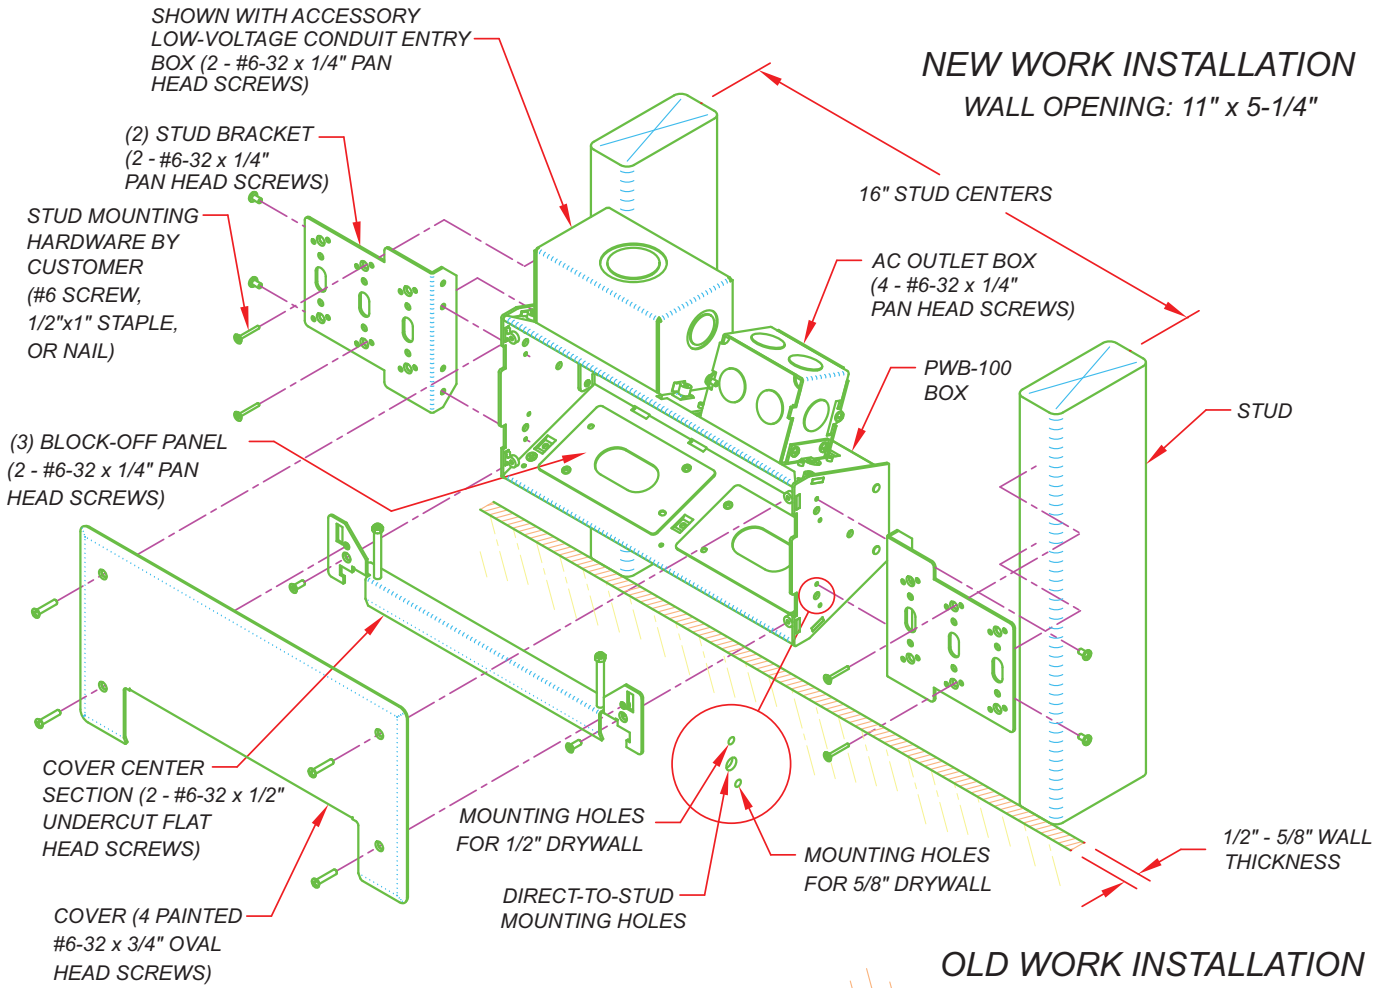 SHOWN WITH ACCESSORY
LOW-VOLTAGE CONDUIT ENTRY
BOX (2 - #6-32 x 1/4" PAN
HEAD SCREWS)
NEW WORK INSTALLATION
WALL OPENING: 11" x 5-1/4"
(2) STUD BRACKET
(2 - #6-32 x 1/4"
PAN HEAD SCREWS)
16" STUD CENTERS
STUD MOUNTING
HARDWARE BY
CUSTOMER
(#6 SCREW,
1/2"x1" STAPLE,
OR NAIL)
AC OUTLET BOX
(4 - #6-32 x 1/4"
PAN HEAD SCREWS)
PWB-100
BOX
STUD
(3) BLOCK-OFF PANEL
(2 - #6-32 x 1/4" PAN
HEAD SCREWS)
COVER CENTER
SECTION (2 - #6-32 x 1/2"
UNDERCUT FLAT
HEAD SCREWS)
MOUNTING HOLES
FOR 1/2" DRYWALL
MOUNTING HOLES
FOR 5/8" DRYWALL
1/2" - 5/8" WALL
THICKNESS
DIRECT-TO-STUD
MOUNTING HOLES
COVER (4 PAINTED
#6-32 x 3/4" OVAL
HEAD SCREWS)
OLD WORK INSTALLATION